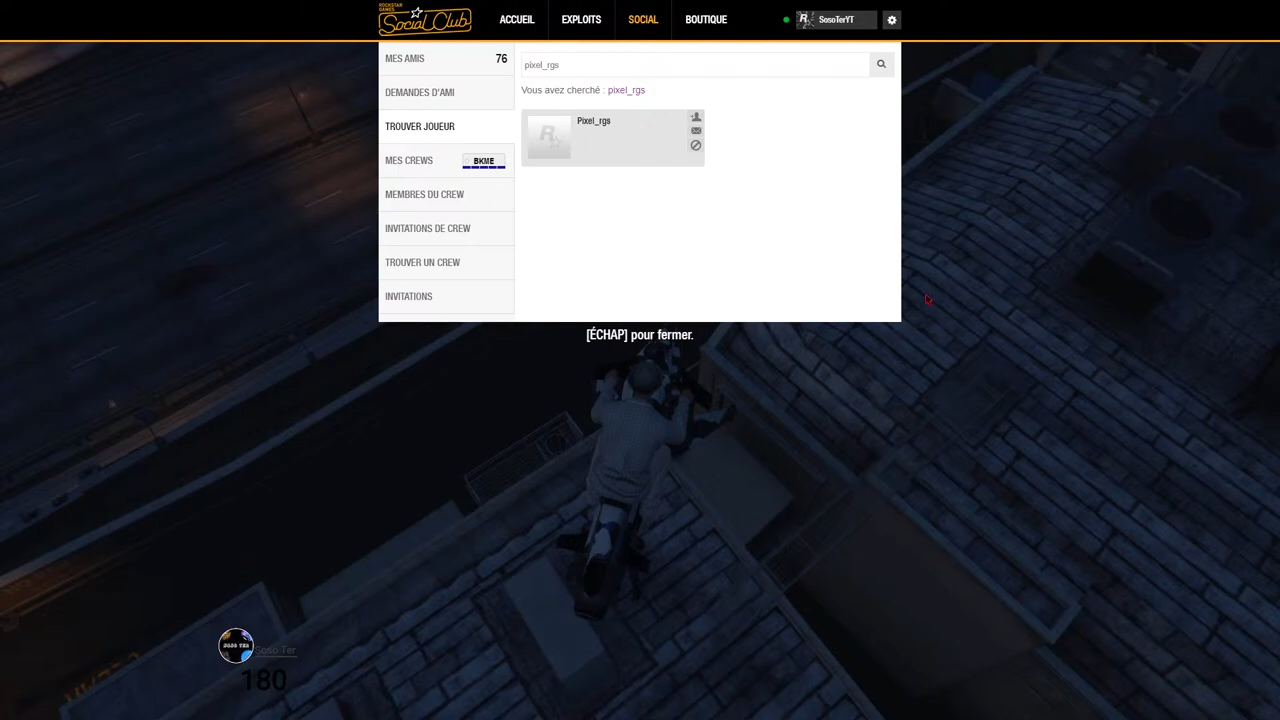 ROCKSTAR
GAMES
Social Club
ACCUEIL
EXPLOITS
SOCIAL
BOUTIQUE
SosoTerYT
MES AMIS 76
DEMANDES D'AMI
TROUVER JOUEUR
MES CREWS BKME
MEMBRES DU CREW
INVITATIONS DE CREW
TROUVER UN CREW
INVITATIONS
pixel_rgs
Vous avez cherché : pixel_rgs
Pixel_rgs
[ÉCHAP] pour fermer.
SOSO TER
Soso Ter
180